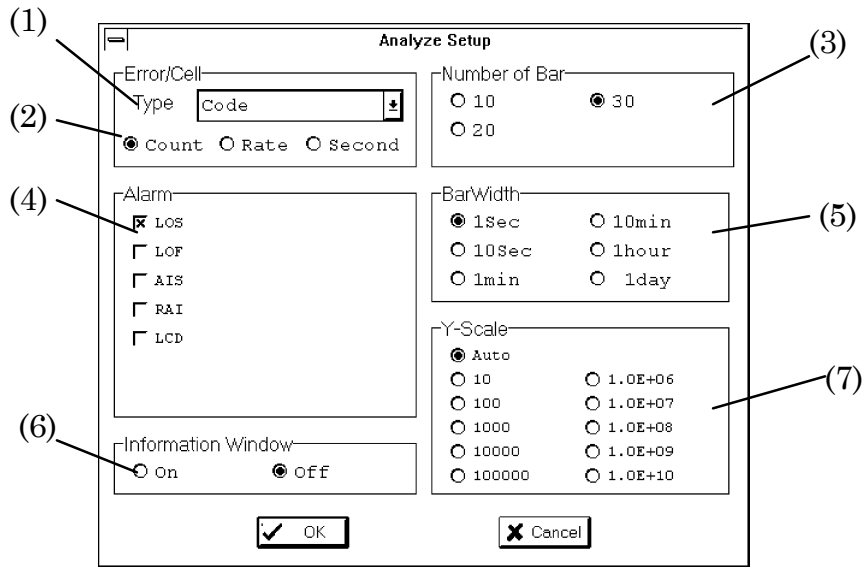 (1)
Analyze Setup
(3)
Error/Cell
Type Code
(2)
Count Rate Second
Number of Bar
10 30
20
(4)
Alarm
LOS
LOF
AIS
RAI
LCD
BarWidth
1Sec 10min
10Sec 1hour
1min 1day
(5)
Y-Scale
Auto
10 1.0E+06
100 1.0E+07
1000 1.0E+08
10000 1.0E+09
100000 1.0E+10
(7)
(6)
Information Window
On Off
OK Cancel